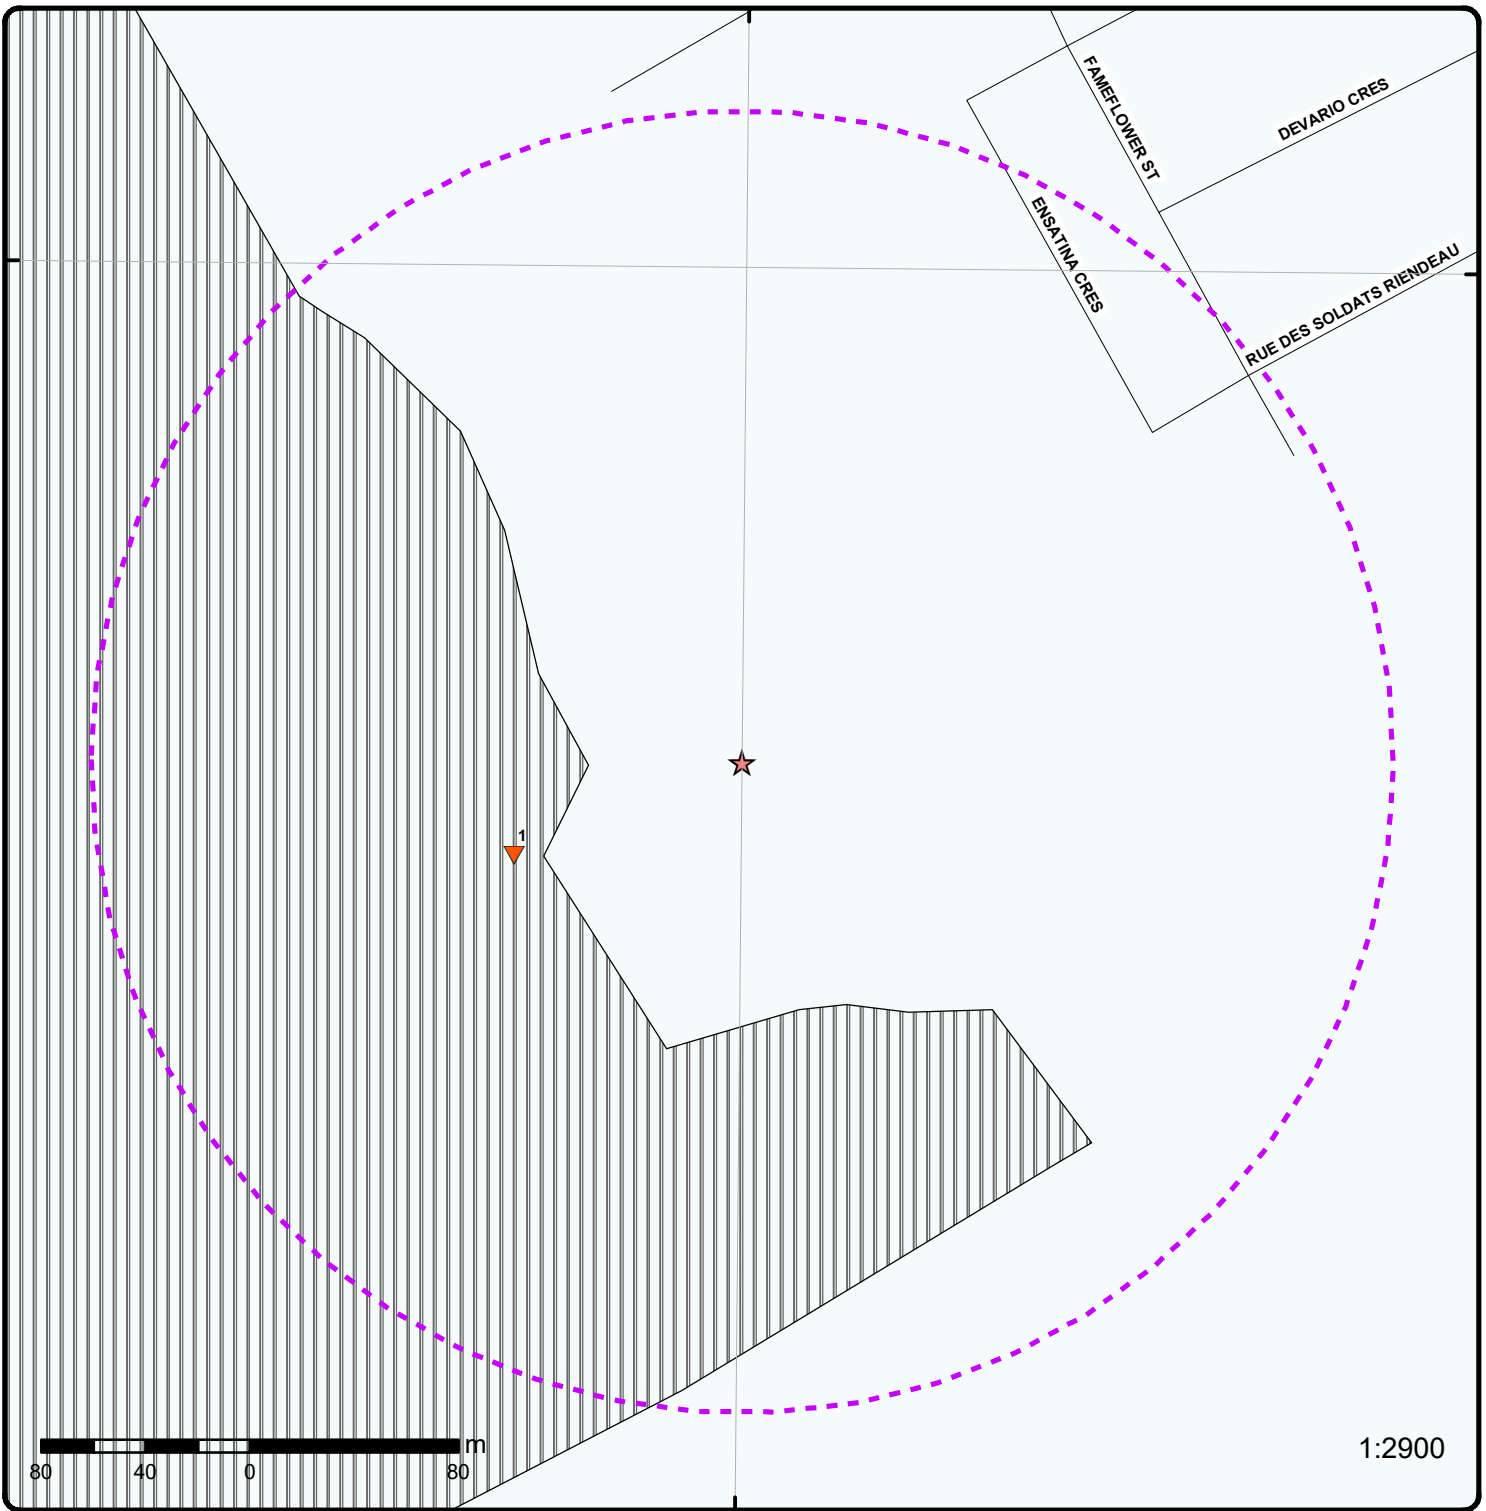 FAMEFLOWER ST
DEVARIO CRES
ENSATINA CRES
RUE DES SOLDATS RIENDEAU
1
m
80 40 0 80
1:2900